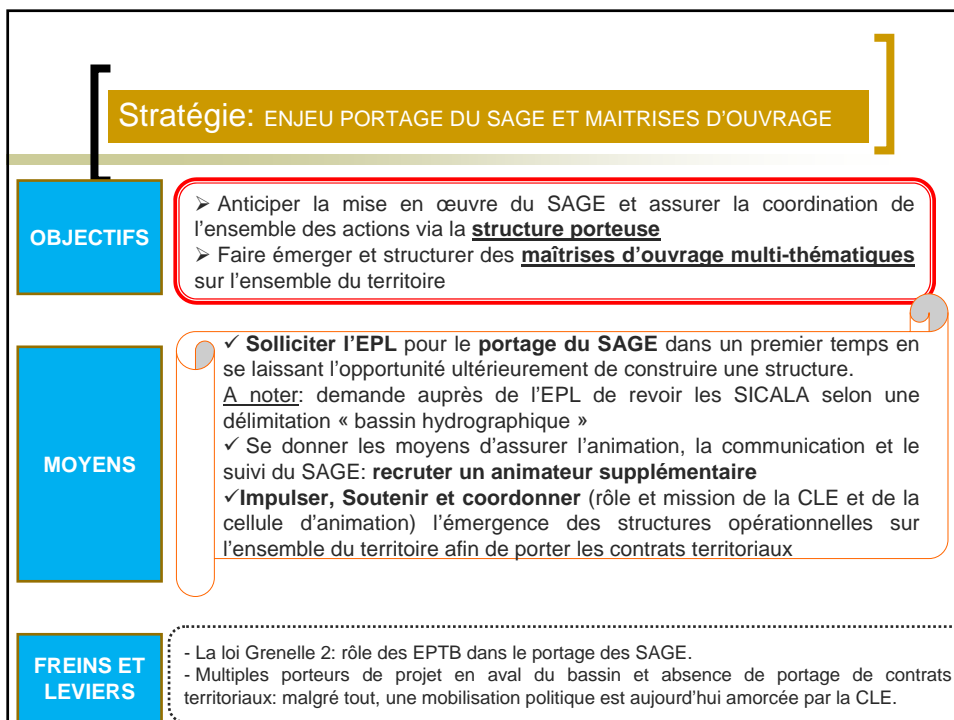 Stratégie: ENJEU PORTAGE DU SAGE ET MAITRISES D'OUVRAGE
OBJECTIFS
➢ Anticiper la mise en œuvre du SAGE et assurer la coordination de
l'ensemble des actions via la structure porteuse
➢ Faire émerger et structurer des maîtrises d'ouvrage multi-thématiques
sur l'ensemble du territoire
MOYENS
✓ Solliciter l'EPL pour le portage du SAGE dans un premier temps en
se laissant l'opportunité ultérieurement de construire une structure.
A noter: demande auprès de l'EPL de revoir les SICALA selon une
délimitation « bassin hydrographique »
✓ Se donner les moyens d'assurer l'animation, la communication et le
suivi du SAGE: recruter un animateur supplémentaire
✓Impulser, Soutenir et coordonner (rôle et mission de la CLE et de la
cellule d'animation) l'émergence des structures opérationnelles sur
l'ensemble du territoire afin de porter les contrats territoriaux
FREINS ET
LEVIERS
- La loi Grenelle 2: rôle des EPTB dans le portage des SAGE.
- Multiples porteurs de projet en aval du bassin et absence de portage de contrats
territoriaux: malgré tout, une mobilisation politique est aujourd'hui amorcée par la CLE.